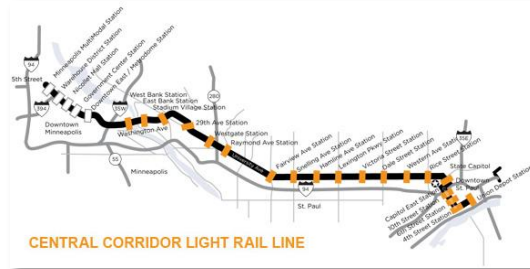 Minneapolis MultiModel Station
Warehouse District Station
Nicollet Mall Station
Government Center Station
Downtown East / Metrodome Station
94
5th Street
394
35W
280
West Bank Station
East Bank Station
Stadium Village Station
Washington Ave
29th Ave Station
Westgate Station
Raymond Ave Station
University Ave
Downtown
Minneapolis
55
Minneapolis
Fairview Ave Station
Snelling Ave Station
Hamline Ave Station
Lexington Pkwy Station
Victoria Street Station
Dale Street Station
Western Ave Station
Rice Street Station
35E
State Capitol
Downtown
St. Paul
Union Depot Station
94
St. Paul
Capitol East Station
10th Street Station
6th Street Station
4th Street Station
CENTRAL CORRIDOR LIGHT RAIL LINE